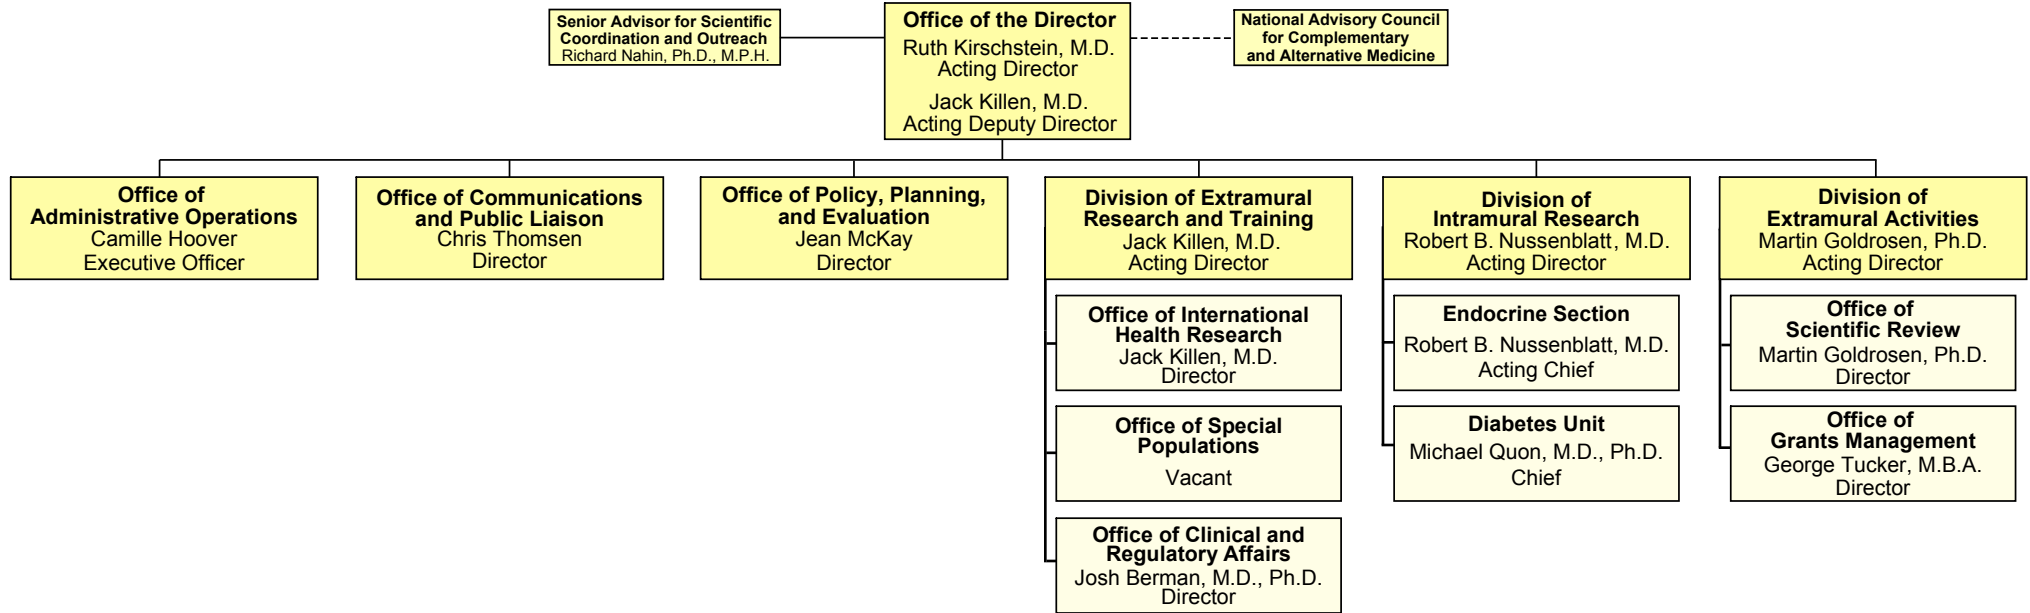 Senior Advisor for Scientific
Coordination and Outreach
Richard Nahin, Ph.D., M.P.H.
Office of the Director
Ruth Kirschstein, M.D.
Acting Director
Jack Killen, M.D.
Acting Deputy Director
National Advisory Council
for Complementary
and Alternative Medicine
Office of
Administrative Operations
Camille Hoover
Executive Officer
Office of Communications
and Public Liaison
Chris Thomsen
Director
Office of Policy, Planning,
and Evaluation
Jean McKay
Director
Division of Extramural
Research and Training
Jack Killen, M.D.
Acting Director
Office of International
Health Research
Jack Killen, M.D.
Director
Office of Special
Populations
Vacant
Office of Clinical and
Regulatory Affairs
Josh Berman, M.D., Ph.D.
Director
Division of
Intramural Research
Robert B. Nussenblatt, M.D.
Acting Director
Endocrine Section
Robert B. Nussenblatt, M.D.
Acting Chief
Diabetes Unit
Michael Quon, M.D., Ph.D.
Chief
Division of
Extramural Activities
Martin Goldrosen, Ph.D.
Acting Director
Office of
Scientific Review
Martin Goldrosen, Ph.D.
Director
Office of
Grants Management
George Tucker, M.B.A.
Director